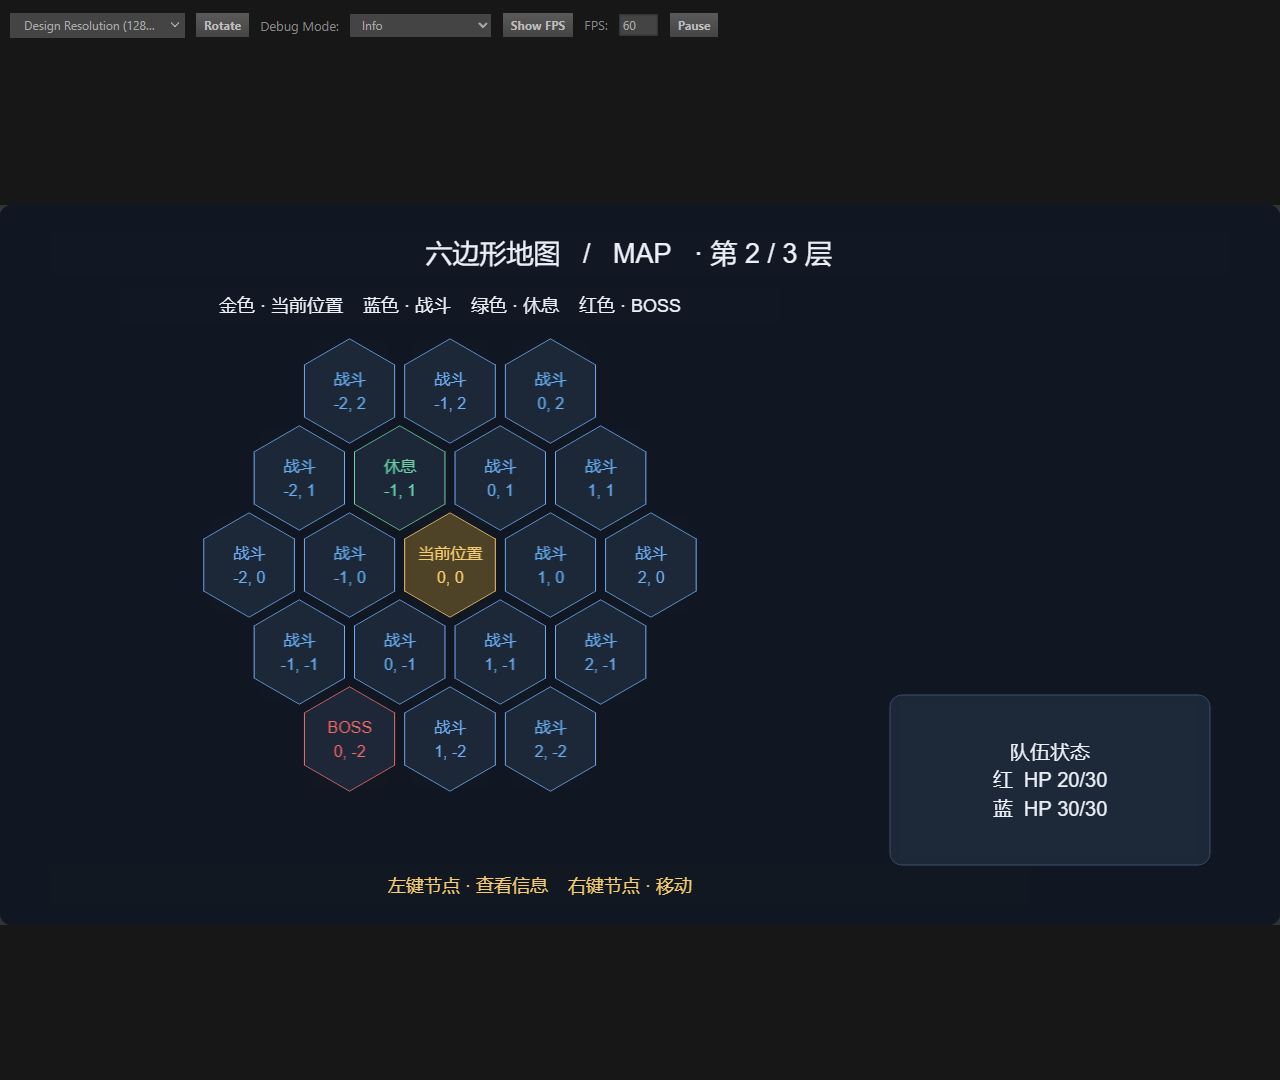 Design Resolution (128... Rotate Debug Mode: Info Show FPS FPS: 60 Pause
六边形地图 / MAP · 第 2 / 3 层
金色 · 当前位置 蓝色 · 战斗 绿色 · 休息 红色 · BOSS
战斗 战斗 战斗
-2, 2 -1, 2 0, 2
战斗 休息 战斗 战斗
-2, 1 -1, 1 0, 1 1, 1
战斗 战斗 当前位置 战斗 战斗
-2, 0 -1, 0 0, 0 1, 0 2, 0
战斗 战斗 战斗 战斗
-1, -1 0, -1 1, -1 2, -1
BOSS 战斗 战斗
0, -2 1, -2 2, -2
队伍状态
红 HP 20/30
蓝 HP 30/30
左键节点 · 查看信息 右键节点 · 移动